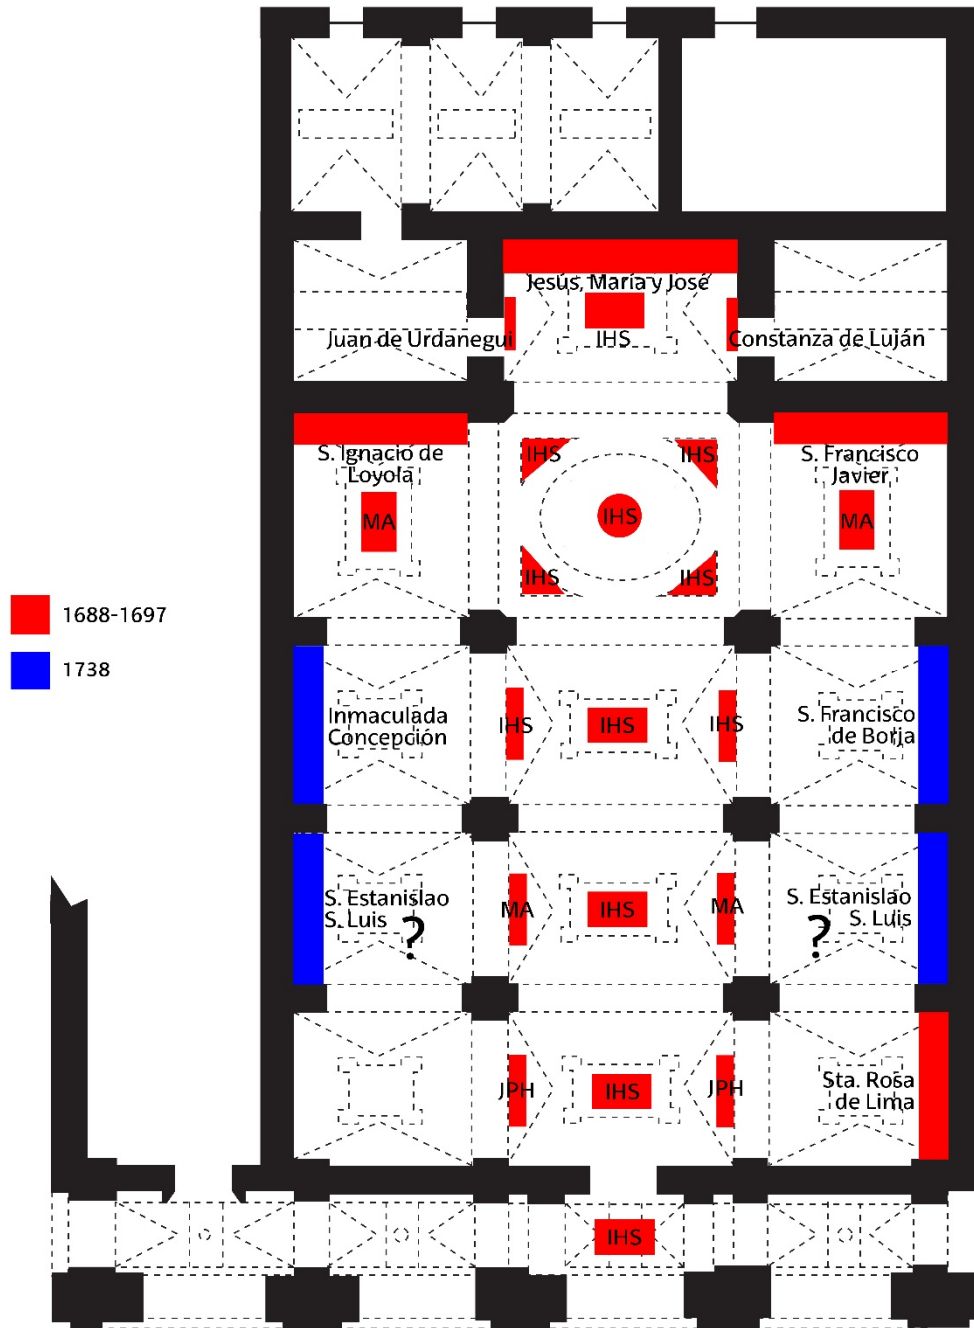 Jesús, María y José
Juan de Urdanegui
IHS
Constanza de Luján
S. Ignacio de
Loyola
MA
IHS
IHS
IHS
IHS
IHS
S. Francisco
Javier
MA
1688-1697
1738
Inmaculada
Concepción
IHS
IHS
IHS
S. Francisco
de Borja
S. Estanislao
S. Luis
?
MA
IHS
MA
S. Estanislao
S. Luis
?
JPH
IHS
JPH
Sta. Rosa
de Lima
IHS